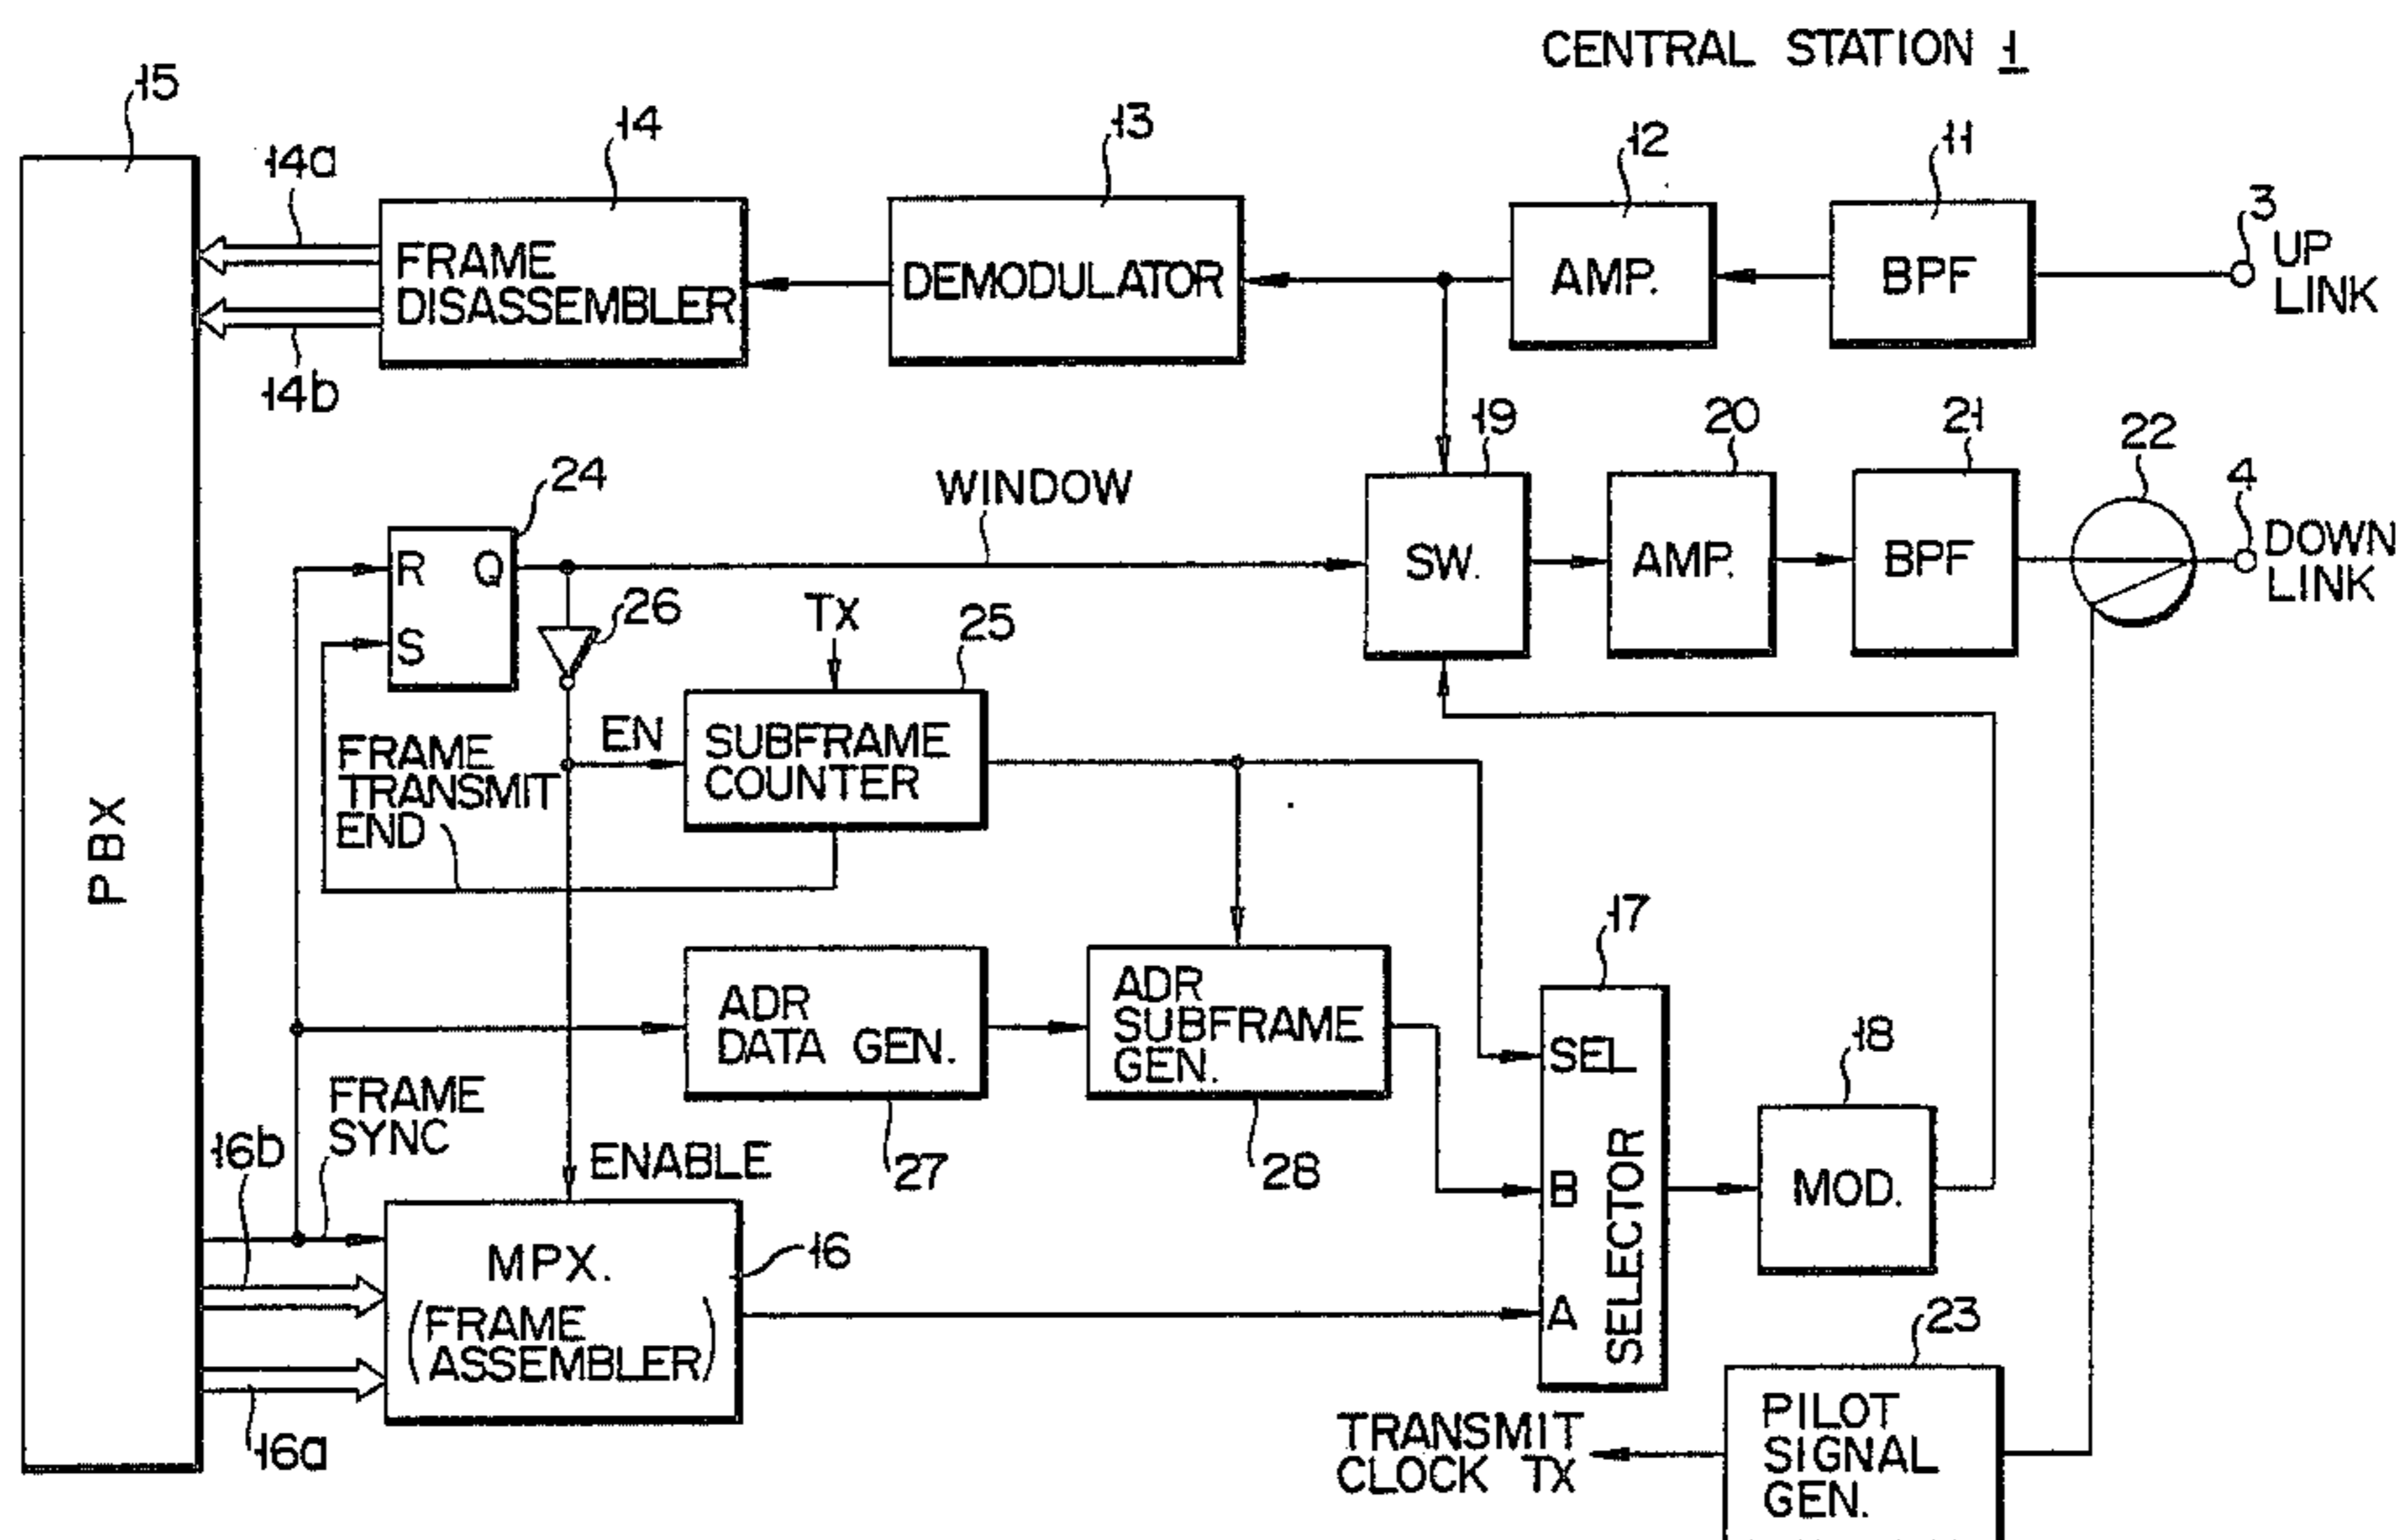 CENTRAL STATION 1
15
14a
14
13
12
11
3
UP
LINK
FRAME
DISASSEMBLER
DEMODULATOR
AMP.
BPF
14b
24
WINDOW
19
20
21
22
4
DOWN
LINK
R Q
S
26
TX
25
SW.
AMP.
BPF
EN
SUBFRAME
COUNTER
FRAME
TRANSMIT
END
PBX
17
ADR
DATA GEN.
ADR
SUBFRAME
GEN.
SEL
18
FRAME
SYNC
16b
ENABLE
27
28
B
SELECTOR
MOD.
MPX.
(FRAME
ASSEMBLER)
16
A
23
16a
TRANSMIT
CLOCK TX
PILOT
SIGNAL
GEN.